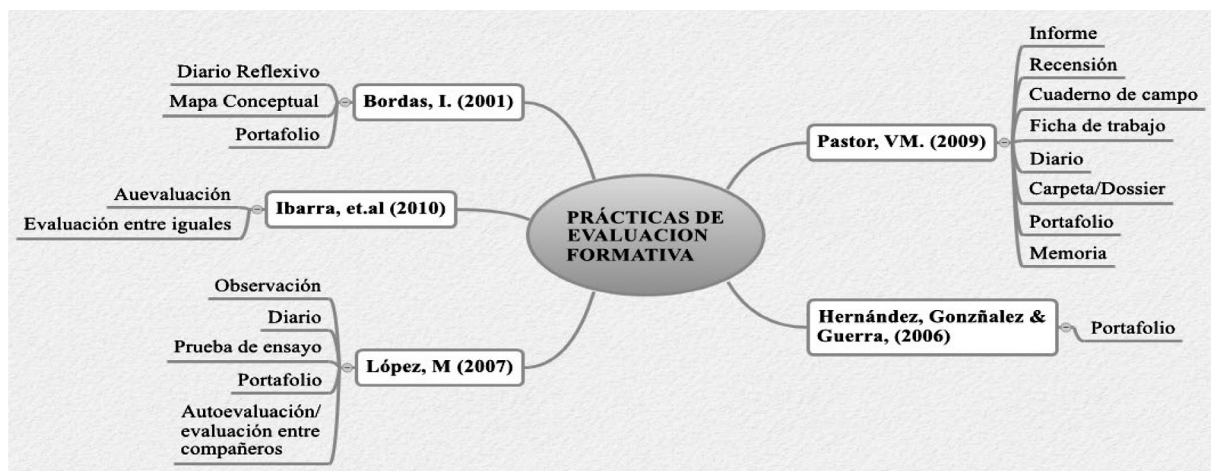 PRÁCTICAS DE
EVALUACION
FORMATIVA
Bordas, I. (2001)
Diario Reflexivo
Mapa Conceptual
Portafolio
Ibarra, et.al (2010)
Auevaluación
Evaluación entre iguales
López, M (2007)
Observación
Diario
Prueba de ensayo
Portafolio
Autoevaluación/
evaluación entre
compañeros
Pastor, VM. (2009)
Informe
Recensión
Cuaderno de campo
Ficha de trabajo
Diario
Carpeta/Dossier
Portafolio
Memoria
Hernández, Gonzñalez &
Guerra, (2006)
Portafolio